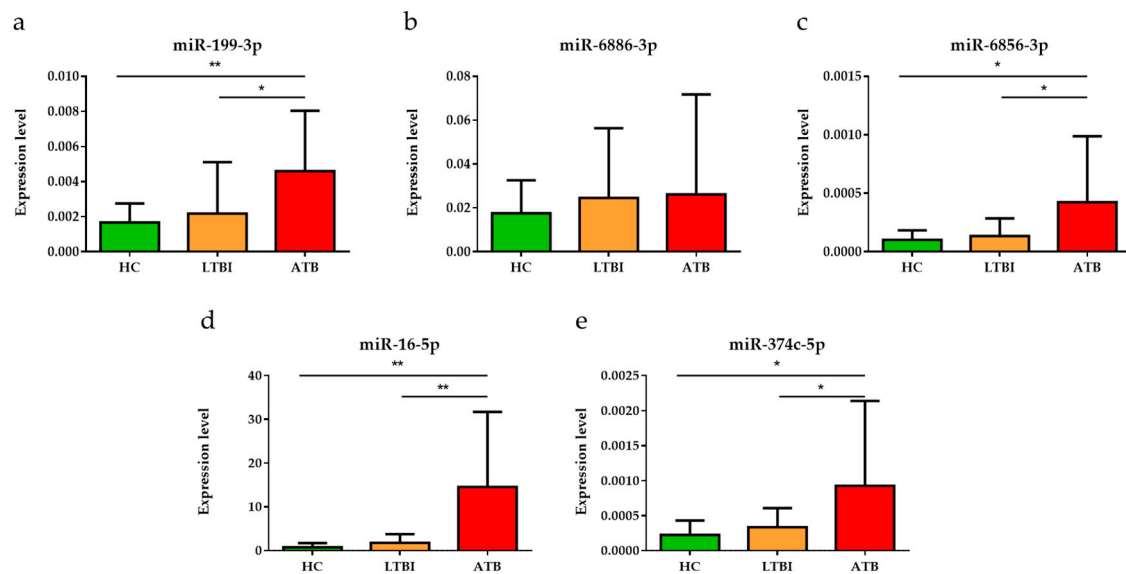 a
miR-199-3p
**
*
Expression level
0.010
0.008
0.006
0.004
0.002
0.000
HC LTBI ATB
b
miR-6886-3p
Expression level
0.08
0.06
0.04
0.02
0.00
HC LTBI ATB
c
miR-6856-3p
*
*
Expression level
0.0015
0.0010
0.0005
0.0000
HC LTBI ATB
d
miR-16-5p
**
**
Expression level
40
30
20
10
0
HC LTBI ATB
e
miR-374c-5p
*
*
Expression level
0.0025
0.0020
0.0015
0.0010
0.0005
0.0000
HC LTBI ATB